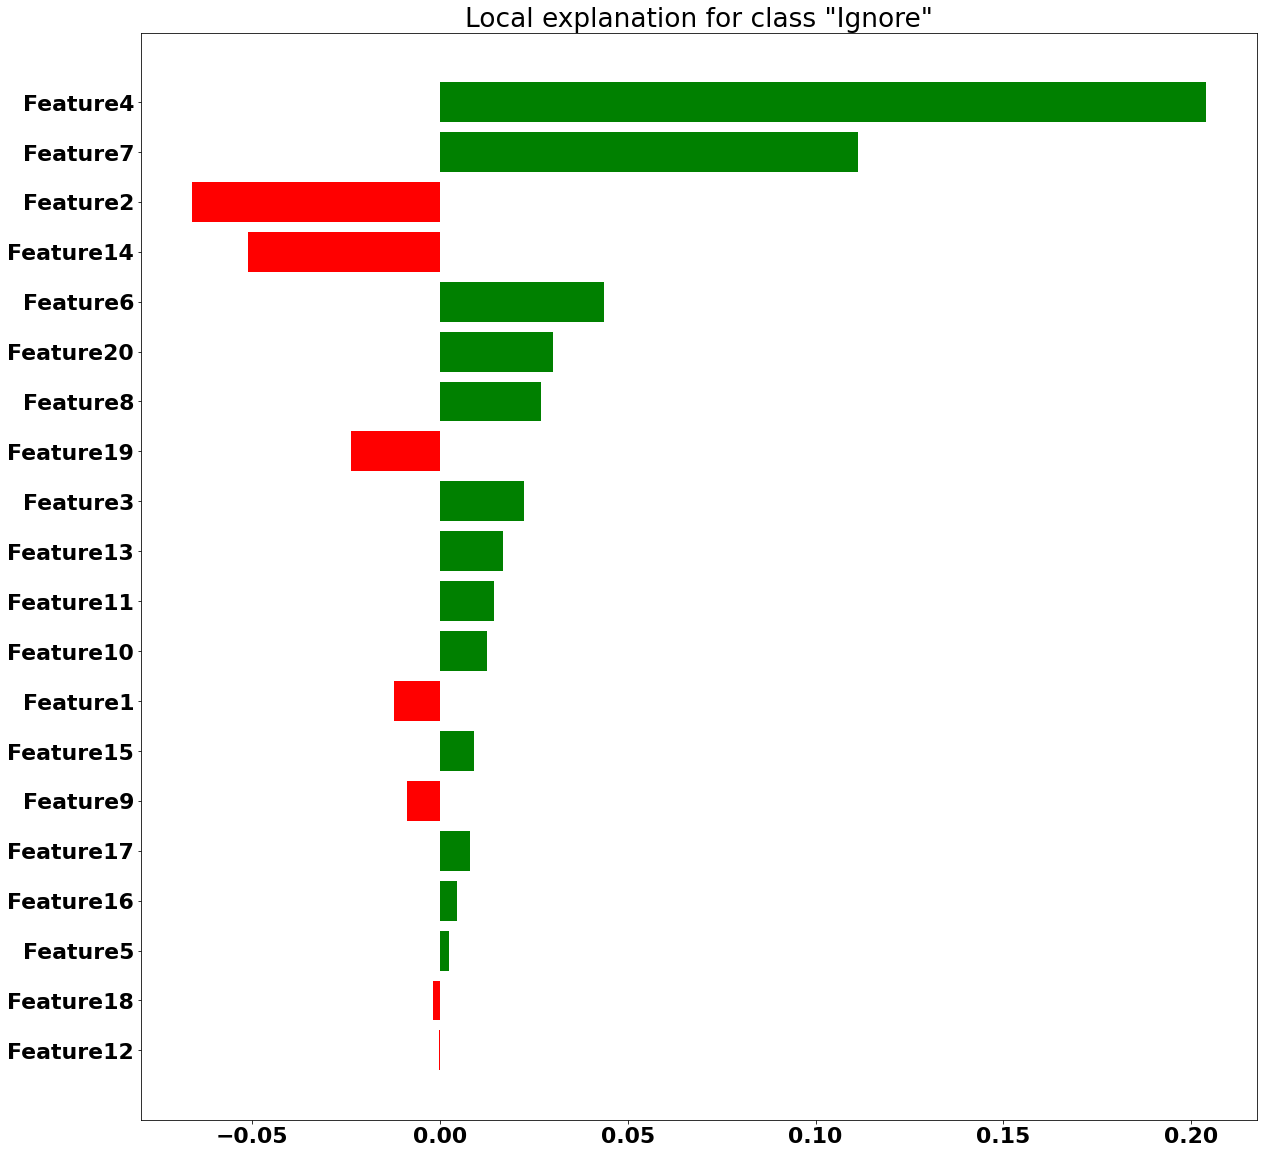 Local explanation for class "Ignore"
Feature4
Feature7
Feature2
Feature14
Feature6
Feature20
Feature8
Feature19
Feature3
Feature13
Feature11
Feature10
Feature1
Feature15
Feature9
Feature17
Feature16
Feature5
Feature18
Feature12
−0.05 0.00 0.05 0.10 0.15 0.20